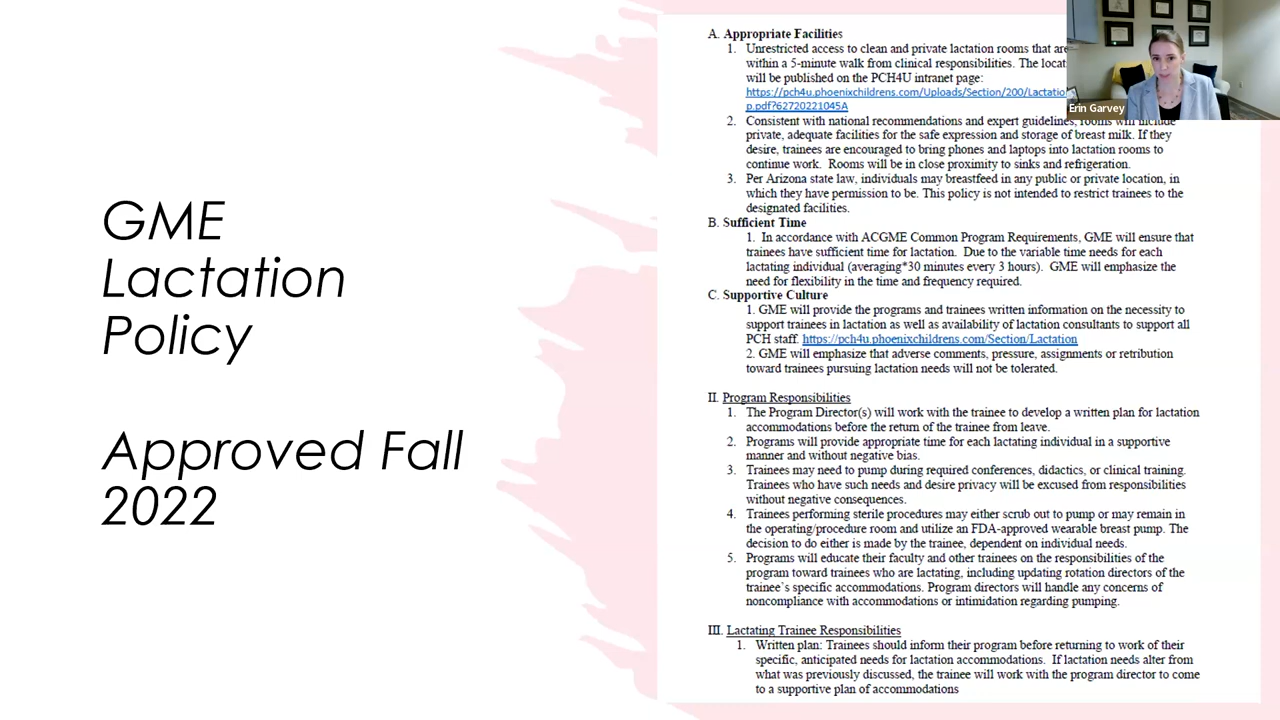 GME
Lactation
Policy
Approved Fall
2022
A. Appropriate Facilities
1. Unrestricted access to clean and private lactation rooms that are
within a 5-minute walk from clinical responsibilities. The locat
will be published on the PCH4U intranet page:
https://pch4u.phoenixchildrens.com/Uploads/Section/200/Lactatio
p.pdf?62720221045A
2. Consistent with national recommendations and expert guidelines, rooms will include
private, adequate facilities for the safe expression and storage of breast milk. If they
desire, trainees are encouraged to bring phones and laptops into lactation rooms to
continue work. Rooms will be in close proximity to sinks and refrigeration.
3. Per Arizona state law, individuals may breastfeed in any public or private location, in
which they have permission to be. This policy is not intended to restrict trainees to the
designated facilities.
B. Sufficient Time
1. In accordance with ACGME Common Program Requirements, GME will ensure that
trainees have sufficient time for lactation. Due to the variable time needs for each
lactating individual (averaging*30 minutes every 3 hours). GME will emphasize the
need for flexibility in the time and frequency required.
C. Supportive Culture
1. GME will provide the programs and trainees written information on the necessity to
support trainees in lactation as well as availability of lactation consultants to support all
PCH staff. https://pch4u.phoenixchildrens.com/Section/Lactation
2. GME will emphasize that adverse comments, pressure, assignments or retribution
toward trainees pursuing lactation needs will not be tolerated.
II. Program Responsibilities
1. The Program Director(s) will work with the trainee to develop a written plan for lactation
accommodations before the return of the trainee from leave.
2. Programs will provide appropriate time for each lactating individual in a supportive
manner and without negative bias.
3. Trainees may need to pump during required conferences, didactics, or clinical training.
Trainees who have such needs and desire privacy will be excused from responsibilities
without negative consequences.
4. Trainees performing sterile procedures may either scrub out to pump or may remain in
the operating/procedure room and utilize an FDA-approved wearable breast pump. The
decision to do either is made by the trainee, dependent on individual needs.
5. Programs will educate their faculty and other trainees on the responsibilities of the
program toward trainees who are lactating, including updating rotation directors of the
trainee's specific accommodations. Program directors will handle any concerns of
noncompliance with accommodations or intimidation regarding pumping.
III. Lactating Trainee Responsibilities
1. Written plan: Trainees should inform their program before returning to work of their
specific, anticipated needs for lactation accommodations. If lactation needs alter from
what was previously discussed, the trainee will work with the program director to come
to a supportive plan of accommodations
Erin Garvey